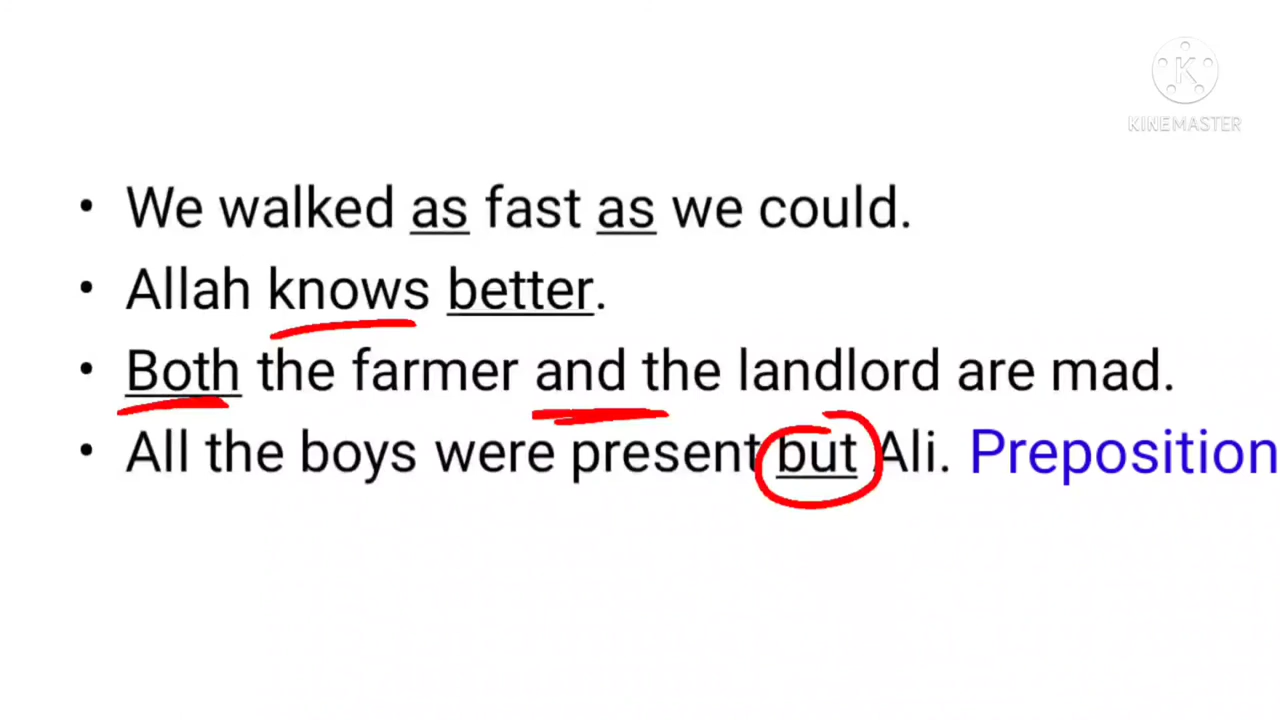 KINEMASTER
• We walked as fast as we could.
• Allah knows better.
• Both the farmer and the landlord are mad.
• All the boys were present but Ali. Preposition